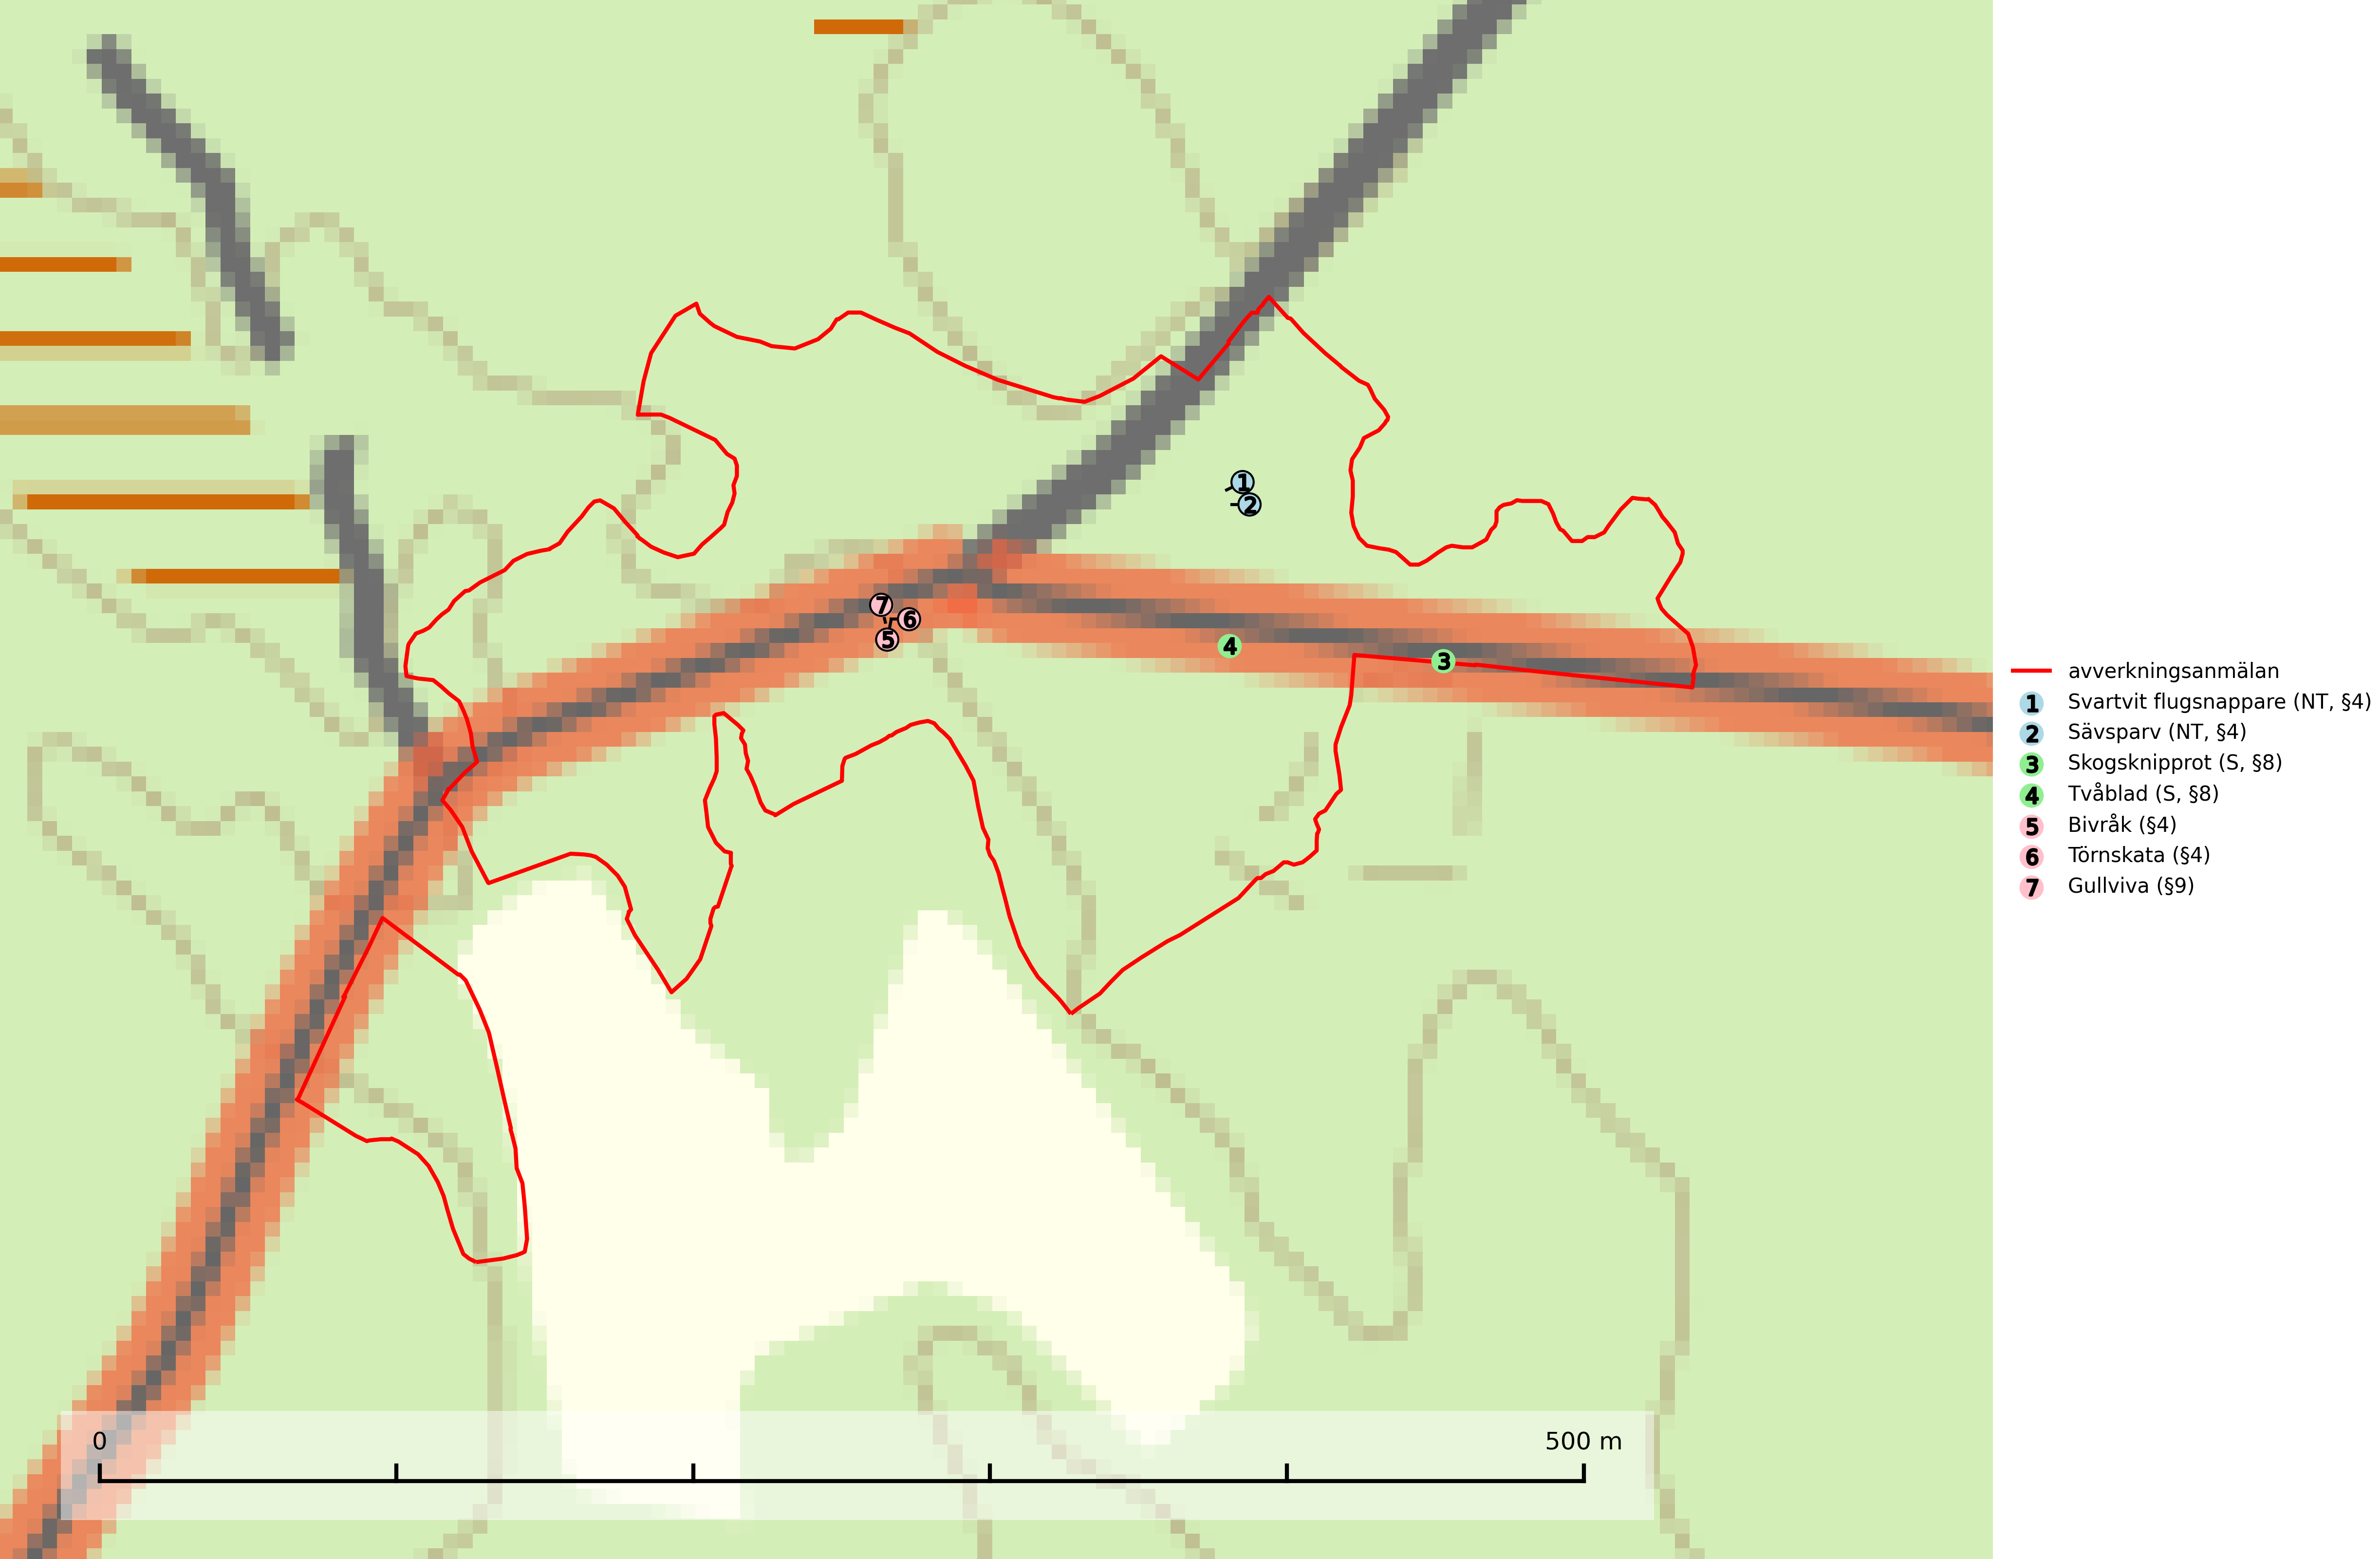 1
2
7
6
5
4
3
avverkningsanmälan
1 Svartvit flugsnappare (NT, §4)
2 Sävsparv (NT, §4)
3 Skogsknipprot (S, §8)
4 Tvåblad (S, §8)
5 Bivråk (§4)
6 Törnskata (§4)
7 Gullviva (§9)
0 500 m